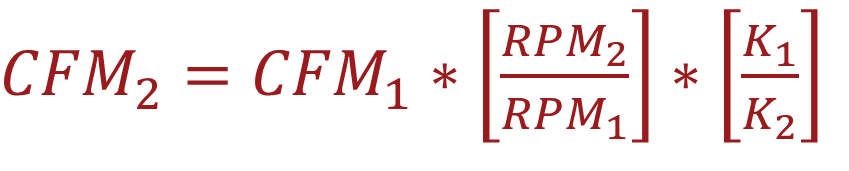 CFM₂ = CFM₁ * [RPM₂/RPM₁] * [K₁/K₂]